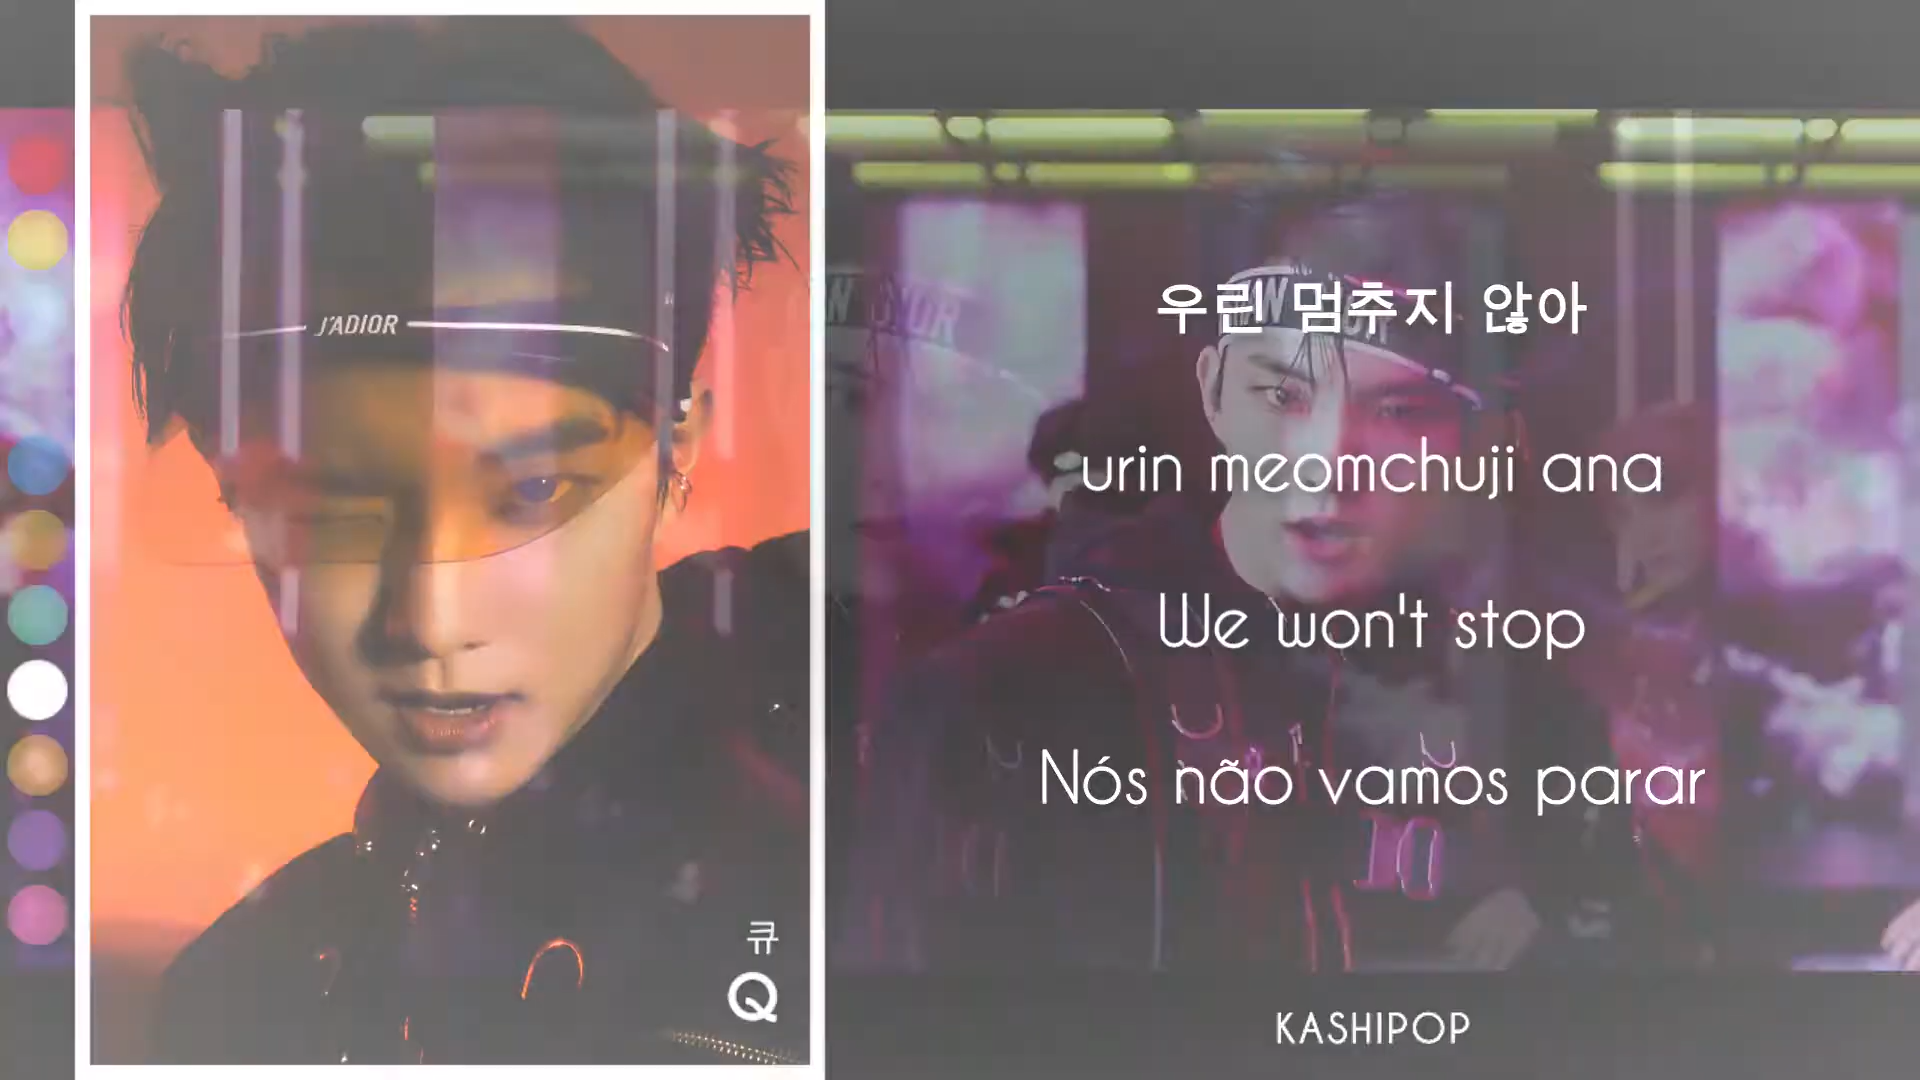 J'ADIOR
큐
Q
우린 멈추지 않아
urin meomchuji ana
We won't stop
Nós não vamos parar
10
KASHIPOP